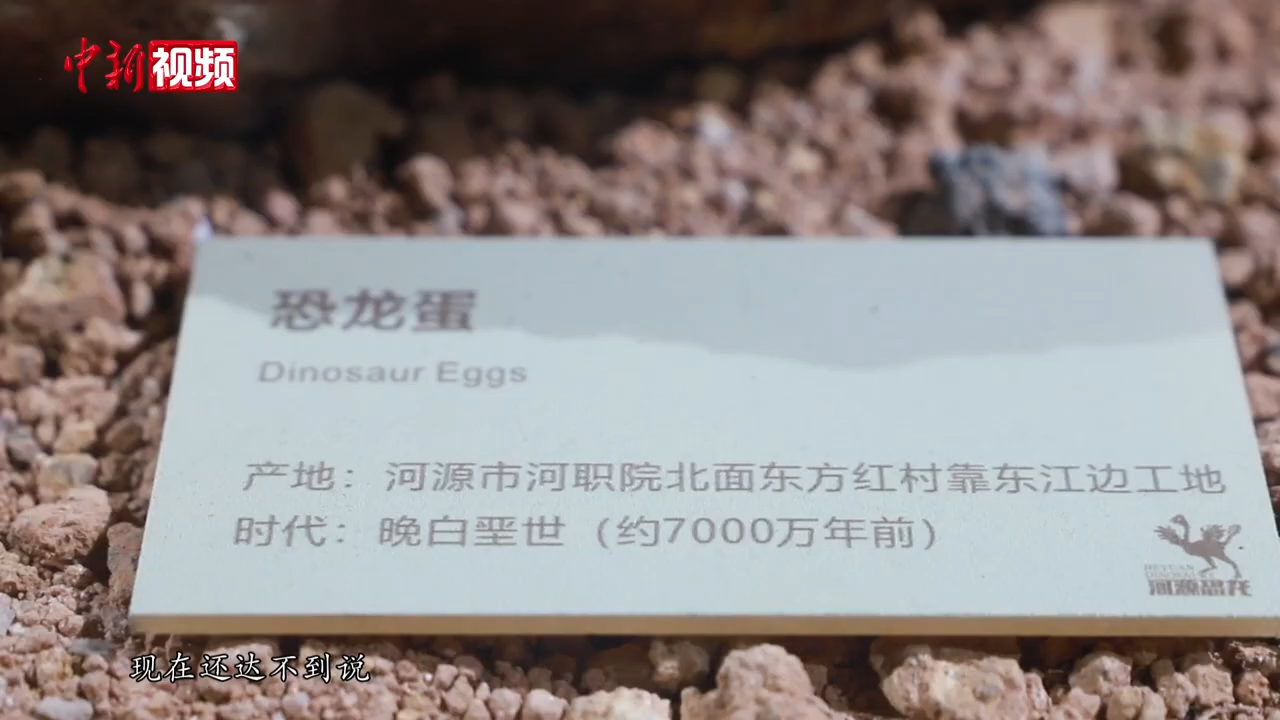 中新视频
恐龙蛋
Dinosaur Eggs
产地：河源市河职院北面东方红村靠东江边工地
时代：晚白垩世（约7000万年前）
HEYUAN
DINOSAUR
河源恐龙
现在还达不到说